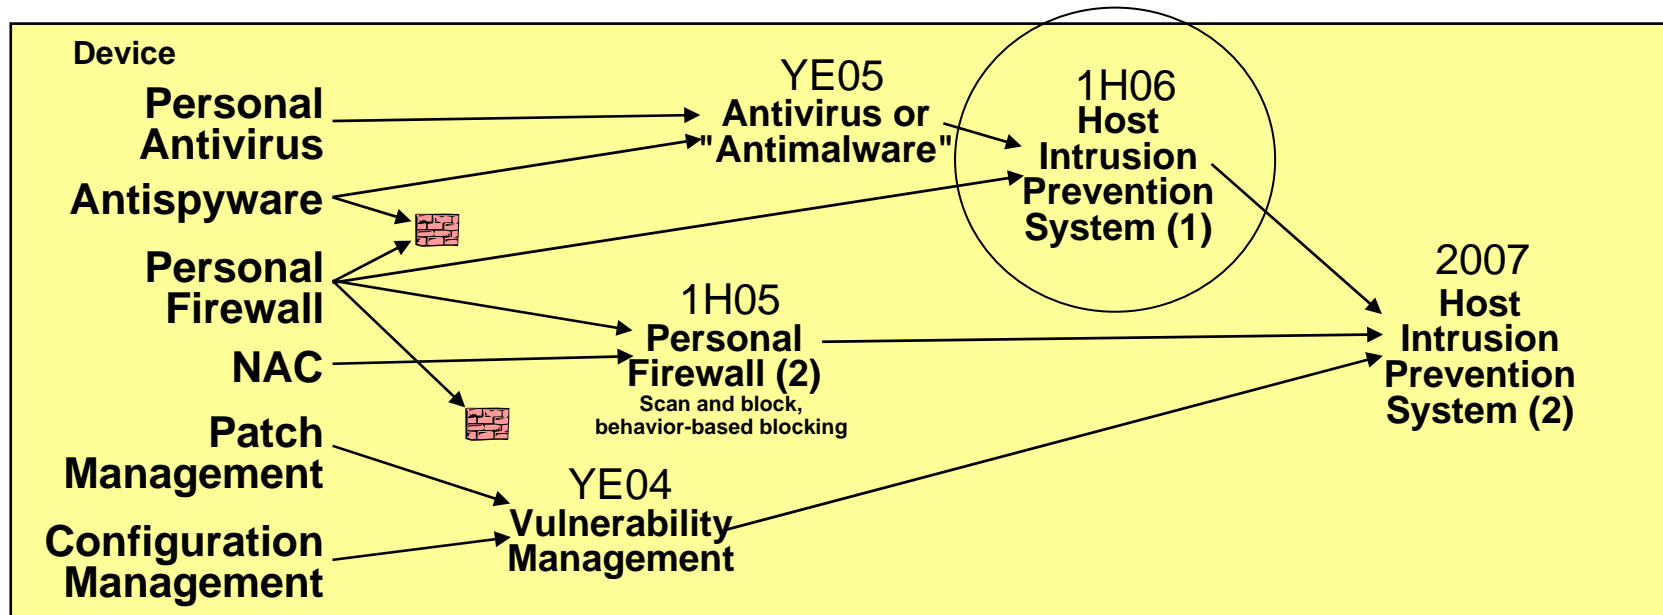 Device
Personal
Antivirus
Antispyware
Personal
Firewall
NAC
Patch
Management
Configuration
Management
YE05
Antivirus or
"Antimalware"
1H06
Host
Intrusion
Prevention
System (1)
1H05
Personal
Firewall (2)
Scan and block,
behavior-based blocking
YE04
Vulnerability
Management
2007
Host
Intrusion
Prevention
System (2)